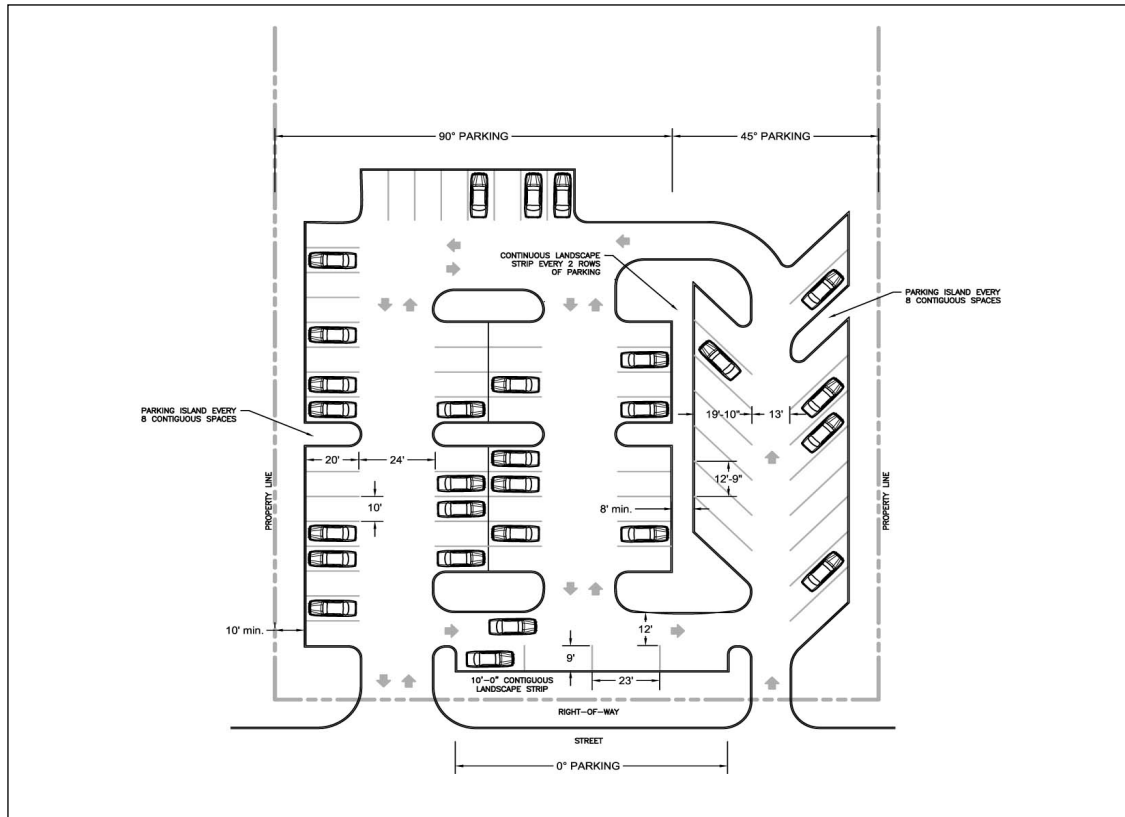 90° PARKING
45° PARKING
CONTINUOUS LANDSCAPE
STRIP EVERY 2 ROWS
OF PARKING
PARKING ISLAND EVERY
8 CONTIGUOUS SPACES
PARKING ISLAND EVERY
8 CONTIGUOUS SPACES
19'-10"
13'
20'
24'
12'-9"
10'
8' min.
PROPERTY LINE
PROPERTY LINE
10' min.
12'
9'
23'
10'-0" CONTIGUOUS
LANDSCAPE STRIP
RIGHT-OF-WAY
STREET
0° PARKING